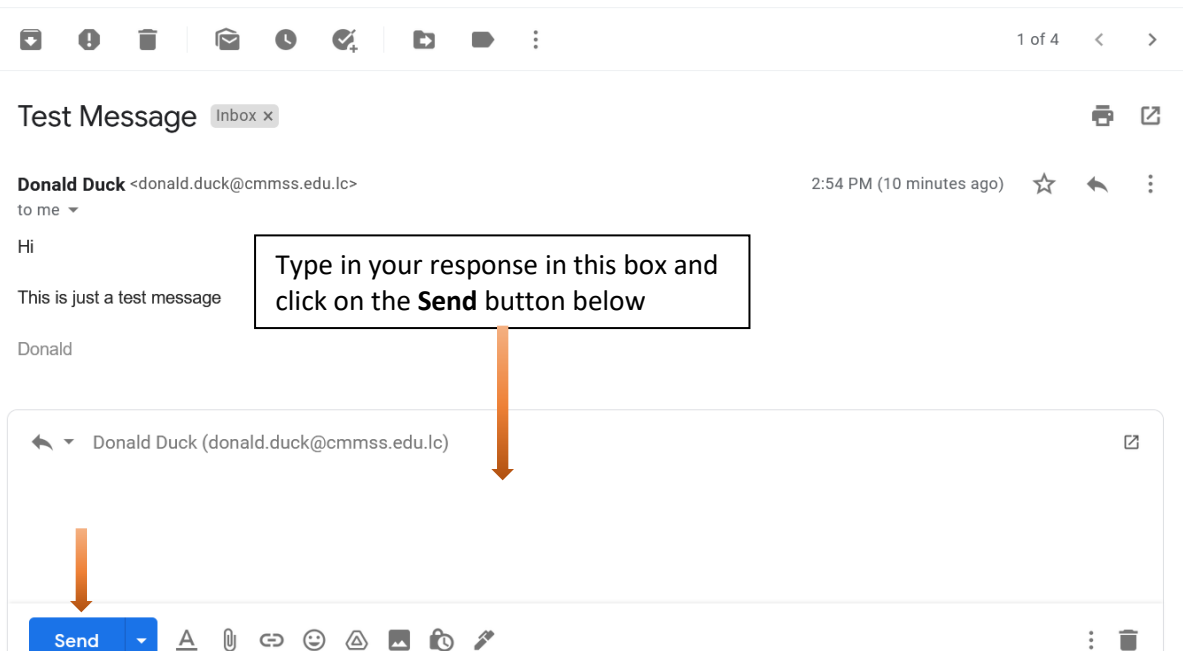 1 of 4
Test Message Inbox ×
Donald Duck <donald.duck@cmmss.edu.lc> 2:54 PM (10 minutes ago)
to me
Hi
Type in your response in this box and
click on the Send button below
This is just a test message
Donald
Donald Duck (donald.duck@cmmss.edu.lc)
Send